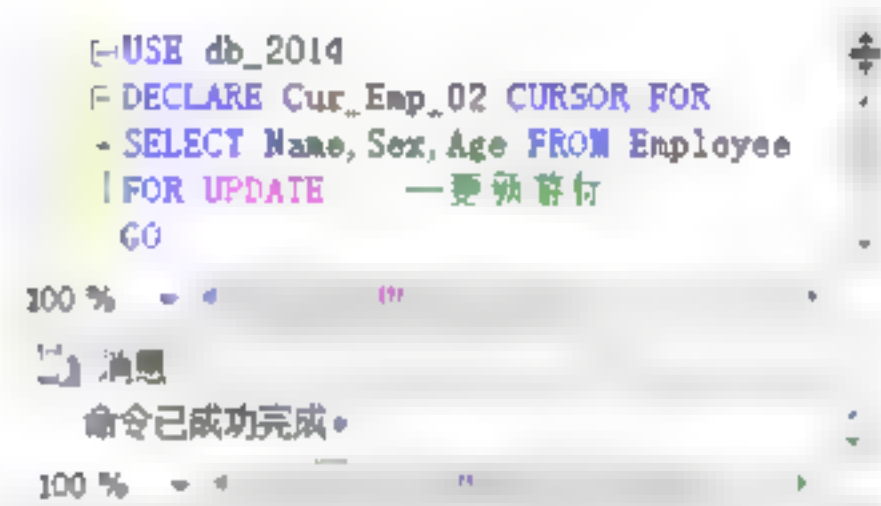 USE db_2014
DECLARE Cur_Emp_02 CURSOR FOR
SELECT Name,Sex,Age FROM Employee
FOR UPDATE
GO
100 %
消息
命令已成功完成。
100 %